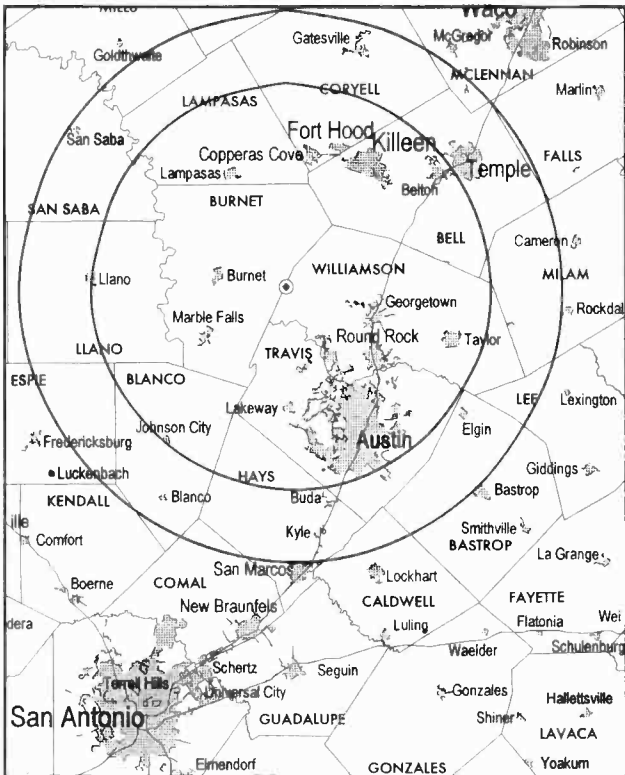 MILLS
Waco
Gatesville
McGregor
Robinson
Goldthwaite
MCLENNAN
CORYELL
Marlin
LAMPASAS
Fort Hood
Killeen
San Saba
Copperas Cove
Temple
FALLS
Lampasas
Belton
BURNET
SAN SABA
BELL
Cameron
WILLIAMSON
MILAM
Llano
Burnet
Georgetown
Rockdal
Marble Falls
Round Rock
Taylor
LLANO
TRAVIS
ESPIE
BLANCO
LEE
Lexington
Lakeway
Johnson City
Elgin
Fredericksburg
Austin
Luckenbach
HAYS
Giddings
KENDALL
Blanco
Buda
Bastrop
ille
Kyle
Smithville
Comfort
BASTROP
La Grange
San Marcos
Lockhart
Boerne
COMAL
FAYETTE
New Braunfels
CALDWELL
dera
Luling
Flatonia
Wei
Waelder
Schulenburg
Schertz
Seguin
Terrell Hills
Universal City
Gonzales
Hallettsville
San Antonio
GUADALUPE
Shiner
LAVACA
Elmendorf
GONZALES
Yoakum